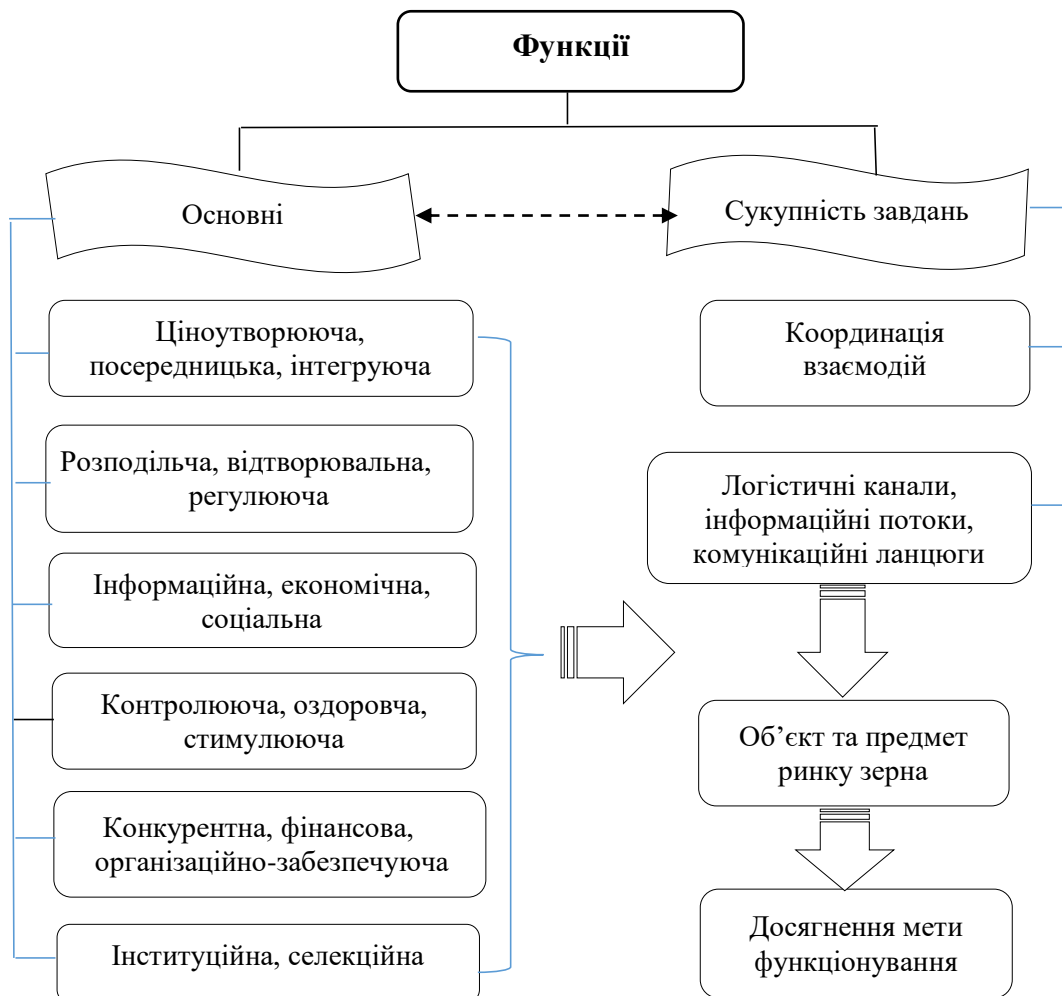 Функції
Основні
Сукупність завдань
Ціноутворююча,
посередницька, інтегруюча
Розподільча, відтворювальна,
регулююча
Інформаційна, економічна,
соціальна
Контролююча, оздоровча,
стимулююча
Конкурентна, фінансова,
організаційно-забезпечуюча
Інституційна, селекційна
Координація
взаємодій
Логістичні канали,
інформаційні потоки,
комунікаційні ланцюги
Об’єкт та предмет
ринку зерна
Досягнення мети
функціонування